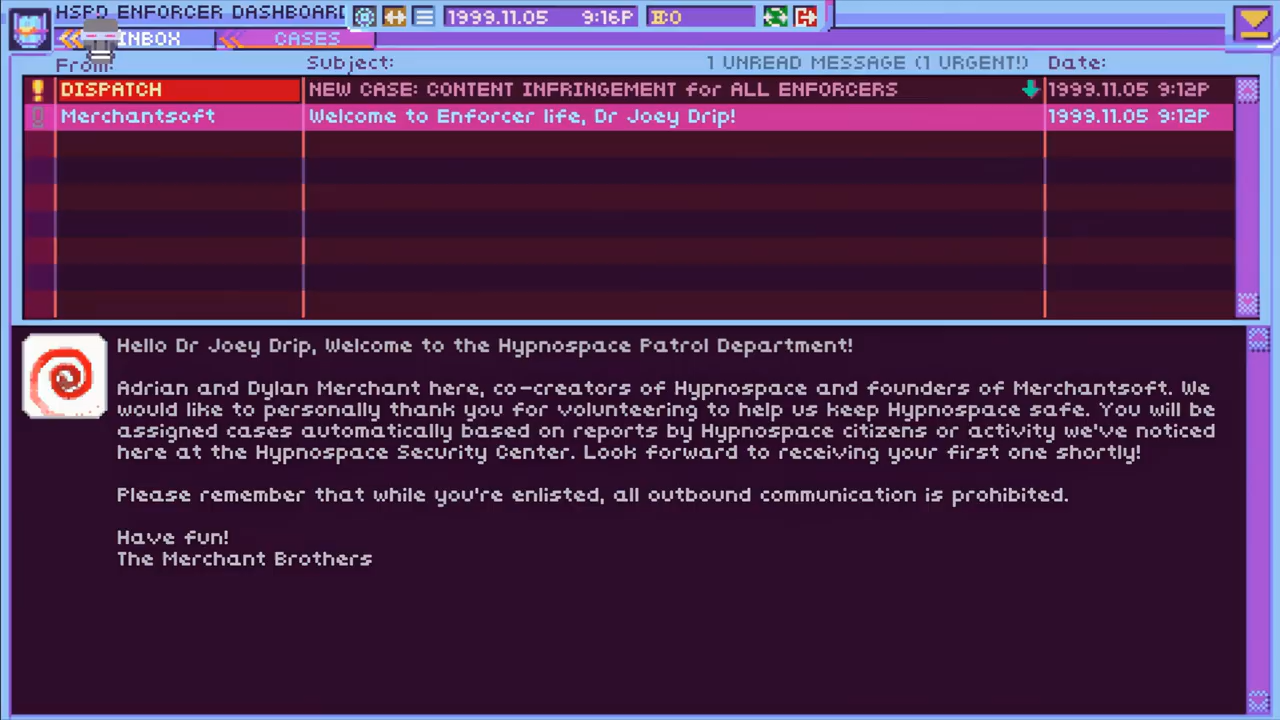 HSPD ENFORCER DASHBOARD
1999.11.05 9:16P
:0
INBOX
CASES
From:
Subject:
1 UNREAD MESSAGE (1 URGENT!)
Date:
DISPATCH
NEW CASE: CONTENT INFRINGEMENT for ALL ENFORCERS
1999.11.05 9:12P
Merchantsoft
Welcome to Enforcer life, Dr Joey Drip!
1999.11.05 9:12P
Hello Dr Joey Drip, Welcome to the Hypnospace Patrol Department!
Adrian and Dylan Merchant here, co-creators of Hypnospace and founders of Merchantsoft. We
would like to personally thank you for volunteering to help us keep Hypnospace safe. You will be
assigned cases automatically based on reports by Hypnospace citizens or activity we've noticed
here at the Hypnospace Security Center. Look forward to receiving your first one shortly!
Please remember that while you're enlisted, all outbound communication is prohibited.
Have fun!
The Merchant Brothers